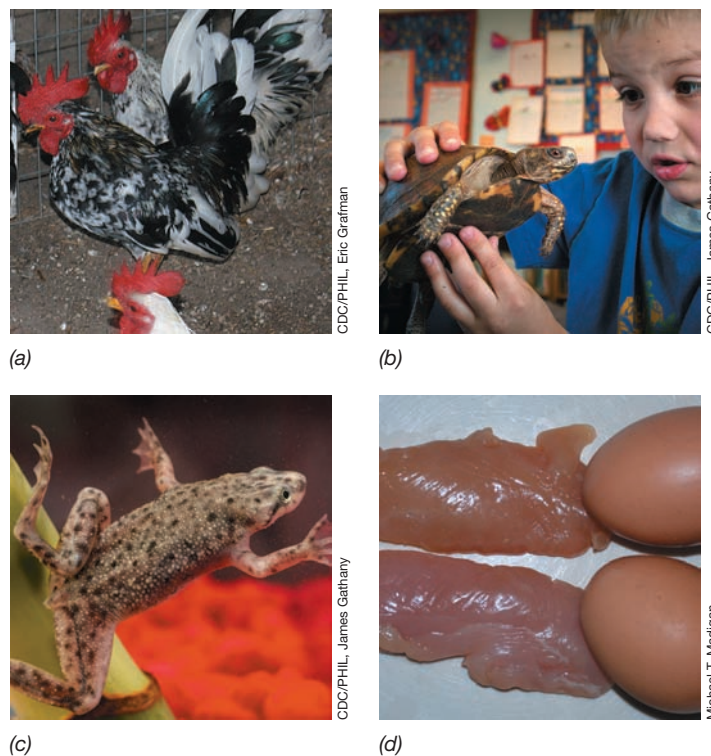 CDC/PHIL, Eric Grafman
(a)
(b)
CDC/PHIL, James Gathany
(c)
(d)